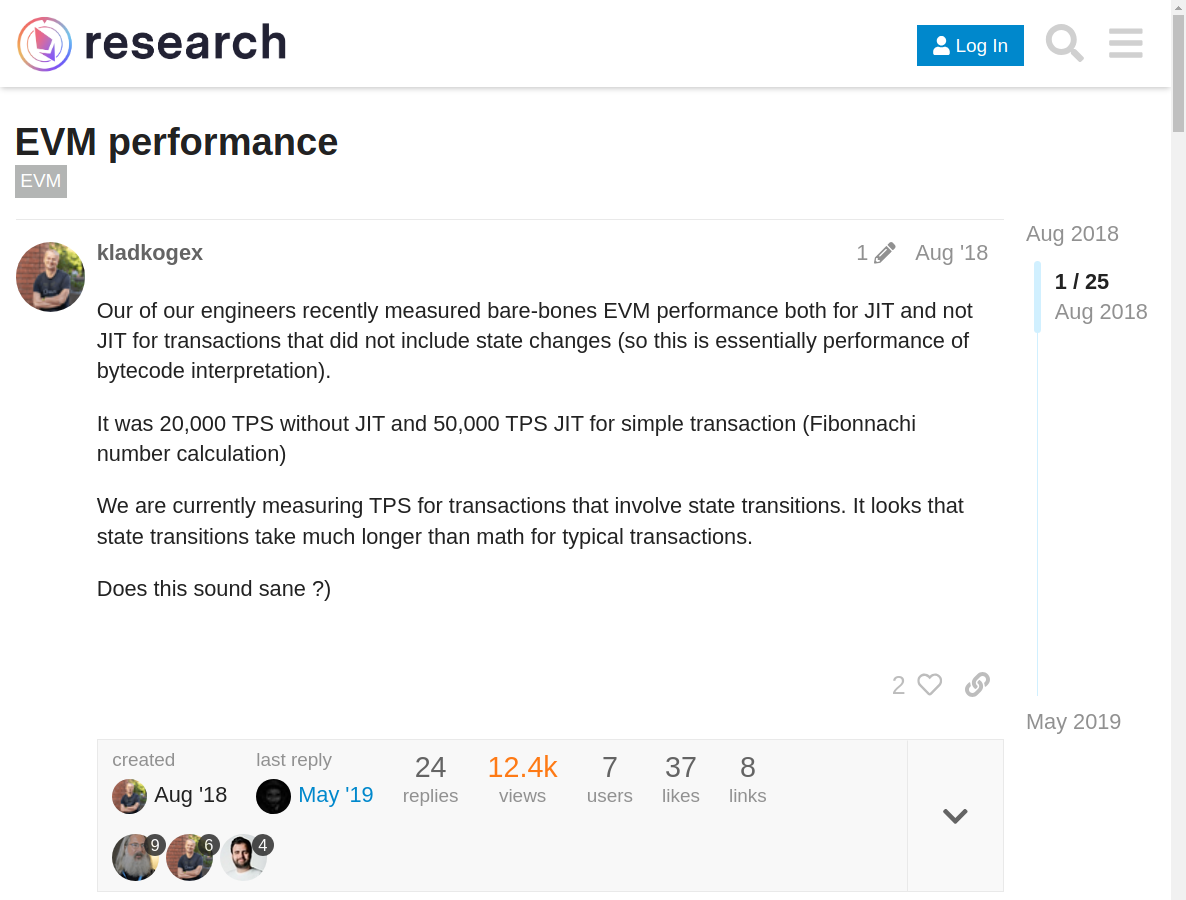 research
Log In
EVM performance
EVM
kladkogex
1
Aug '18
Our of our engineers recently measured bare-bones EVM performance both for JIT and not
JIT for transactions that did not include state changes (so this is essentially performance of
bytecode interpretation).
It was 20,000 TPS without JIT and 50,000 TPS JIT for simple transaction (Fibonnachi
number calculation)
We are currently measuring TPS for transactions that involve state transitions. It looks that
state transitions take much longer than math for typical transactions.
Does this sound sane ?)
2
Aug 2018
1 / 25
Aug 2018
May 2019
created
Aug '18
last reply
May '19
24
replies
12.4k
views
7
users
37
likes
8
links
9
6
4